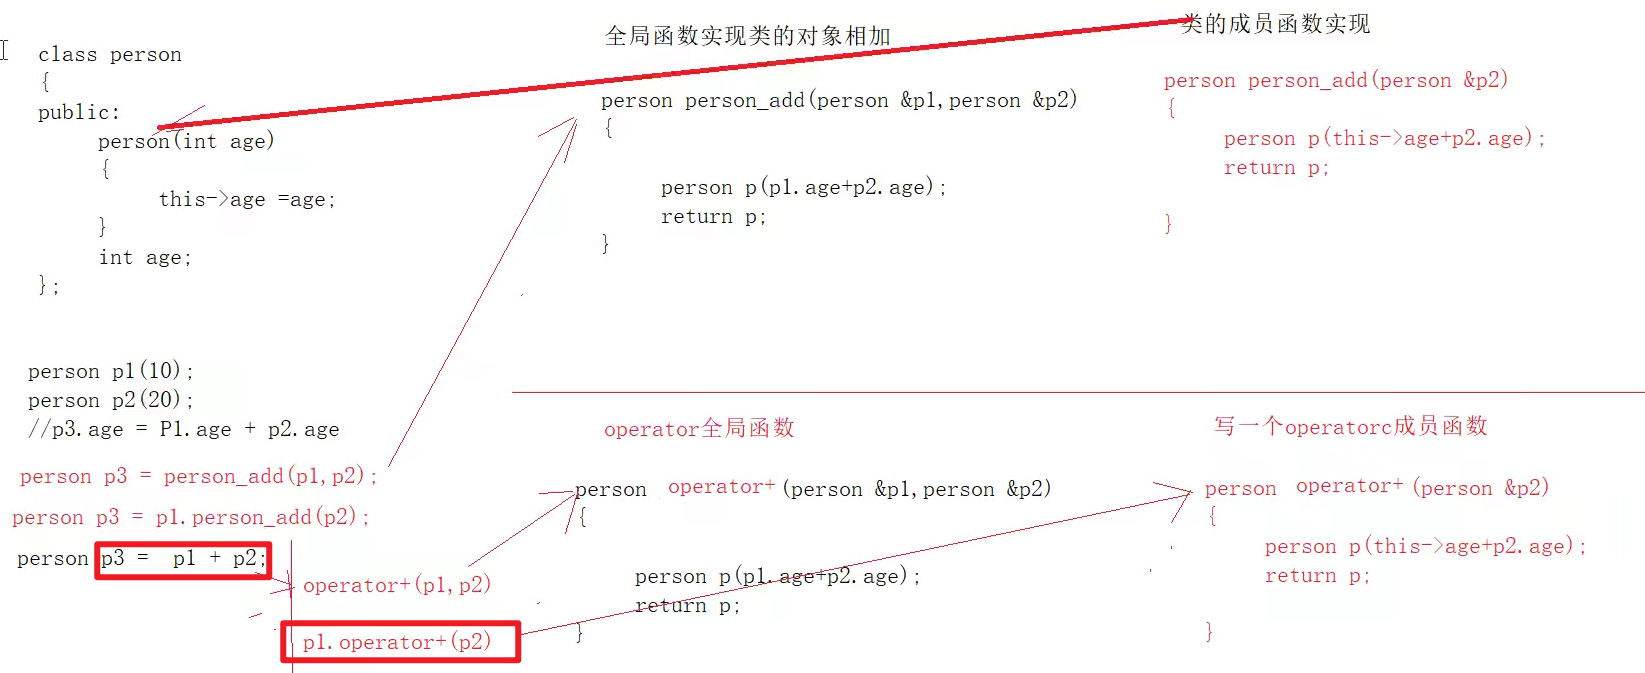 class person
{
public:
person(int age)
{
this->age =age;
}
int age;
};
person p1(10);
person p2(20);
//p3.age = P1.age + p2.age
person p3 = person_add(p1,p2);
person p3 = p1.person_add(p2);
person p3 = p1 + p2;
operator+(p1,p2)
p1.operator+(p2)
全局函数实现类的对象相加
person person_add(person &p1,person &p2)
{
person p(p1.age+p2.age);
return p;
}
类的成员函数实现
person person_add(person &p2)
{
person p(this->age+p2.age);
return p;
}
operator全局函数
person operator+ (person &p1,person &p2)
{
person p(p1.age+p2.age);
return p;
}
写一个operatorc成员函数
person operator+ (person &p2)
{
person p(this->age+p2.age);
return p;
}